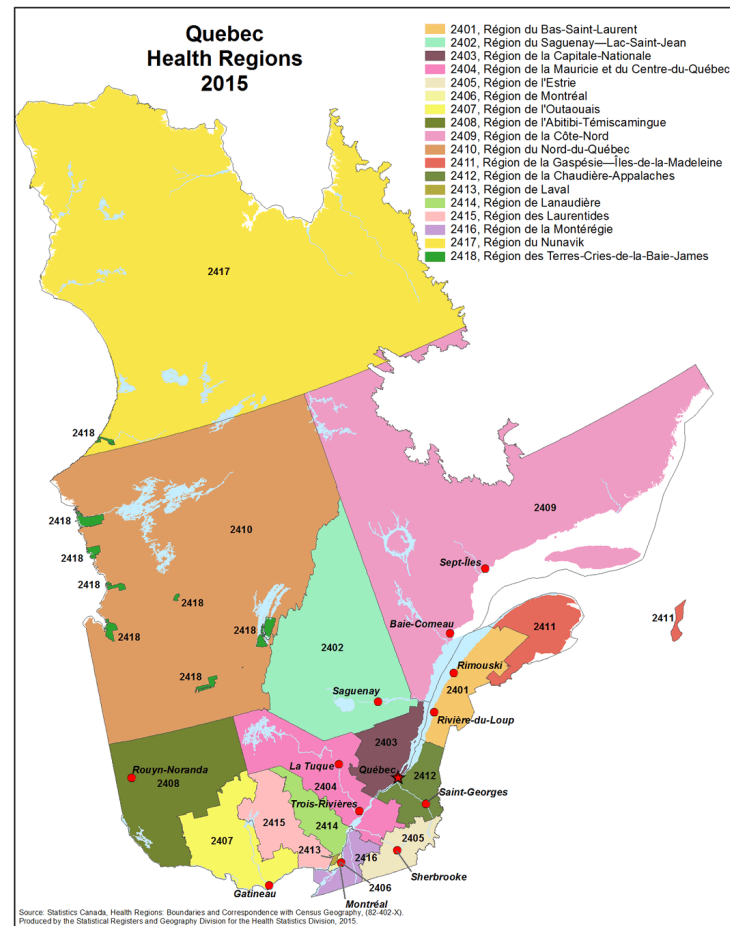 Quebec
Health Regions
2015
2401, Région du Bas-Saint-Laurent
2402, Région du Saguenay—Lac-Saint-Jean
2403, Région de la Capitale-Nationale
2404, Région de la Mauricie et du Centre-du-Québec
2405, Région de l'Estrie
2406, Région de Montréal
2407, Région de l'Outaouais
2408, Région de l'Abitibi-Témiscamingue
2409, Région de la Côte-Nord
2410, Région du Nord-du-Québec
2411, Région de la Gaspésie—Îles-de-la-Madeleine
2412, Région de la Chaudière-Appalaches
2413, Région de Laval
2414, Région de Lanaudière
2415, Région des Laurentides
2416, Région de la Montérégie
2417, Région du Nunavik
2418, Région des Terres-Cries-de-la-Baie-James
2417
2418
2409
2418
2410
2418
Sept-Îles
2418
2418
2418
2418
Baie-Comeau
2411
2411
2402
Rimouski
2418
2401
Saguenay
Rivière-du-Loup
2403
La Tuque
Québec
Rouyn-Noranda
2408
2404
2412
Saint-Georges
Trois-Rivières
2415
2414
2407
2405
2413
2416
Sherbrooke
2406
Gatineau
Montréal
Source: Statistics Canada, Health Regions: Boundaries and Correspondence with Census Geography, (82-402-X).
Produced by the Statistical Registers and Geography Division for the Health Statistics Division, 2015.